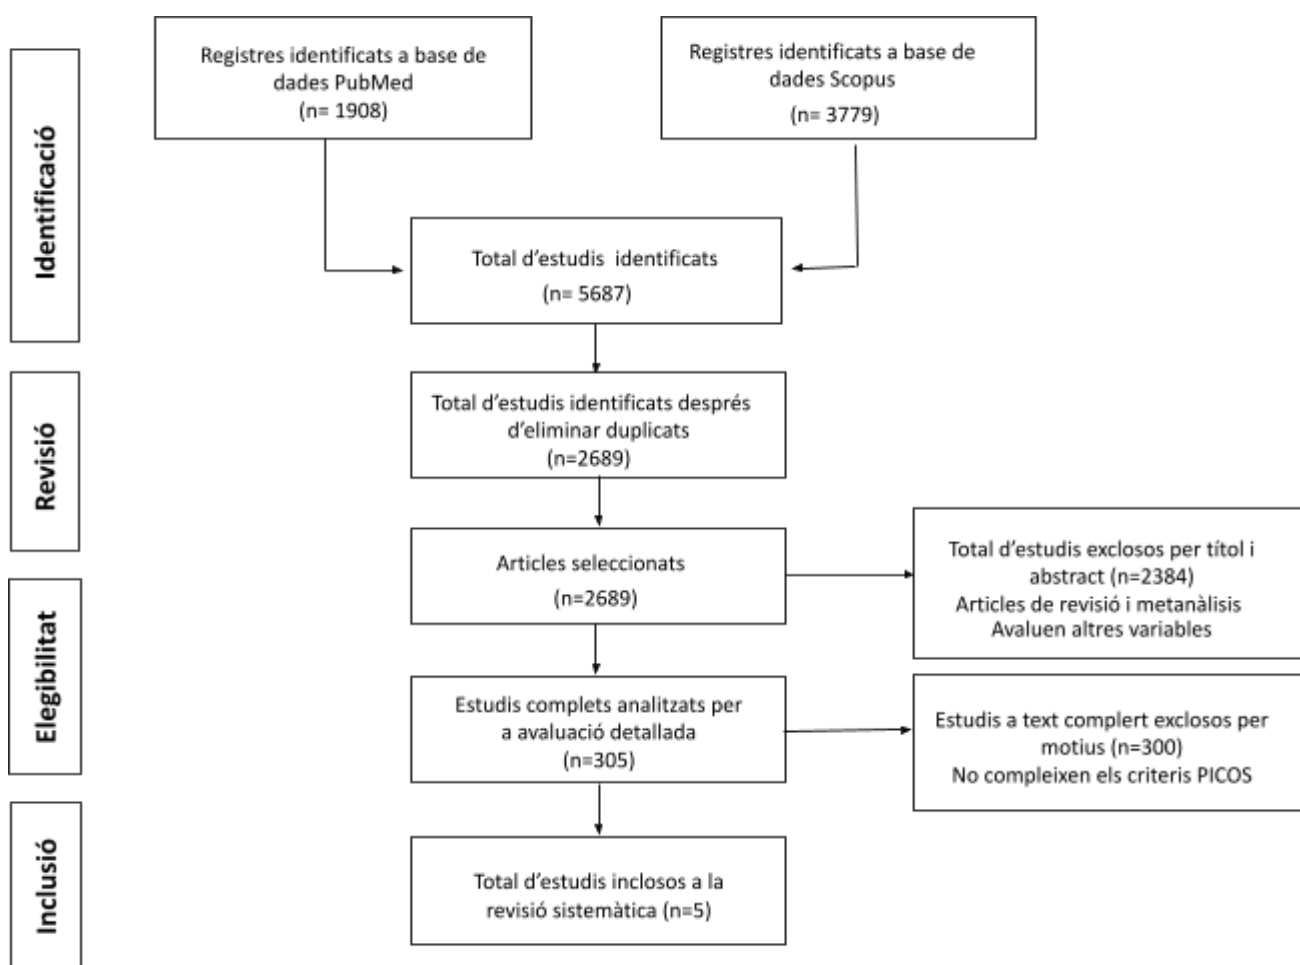 Identificació
Registres identificats a base de
dades PubMed
(n= 1908)
Registres identificats a base de
dades Scopus
(n= 3779)
Total d'estudis  identificats
(n= 5687)
Revisió
Total d'estudis identificats després
d'eliminar duplicats
(n=2689)
Articles seleccionats
(n=2689)
Total d'estudis exclosos per títol i
abstract (n=2384)
Articles de revisió i metanàlisis
Avaluen altres variables
Elegibilitat
Estudis complets analitzats per
a avaluació detallada
(n=305)
Estudis a text complert exclosos per
motius (n=300)
No compleixen els criteris PICOS
Inclusió
Total d'estudis inclosos a la
revisió sistemàtica (n=5)